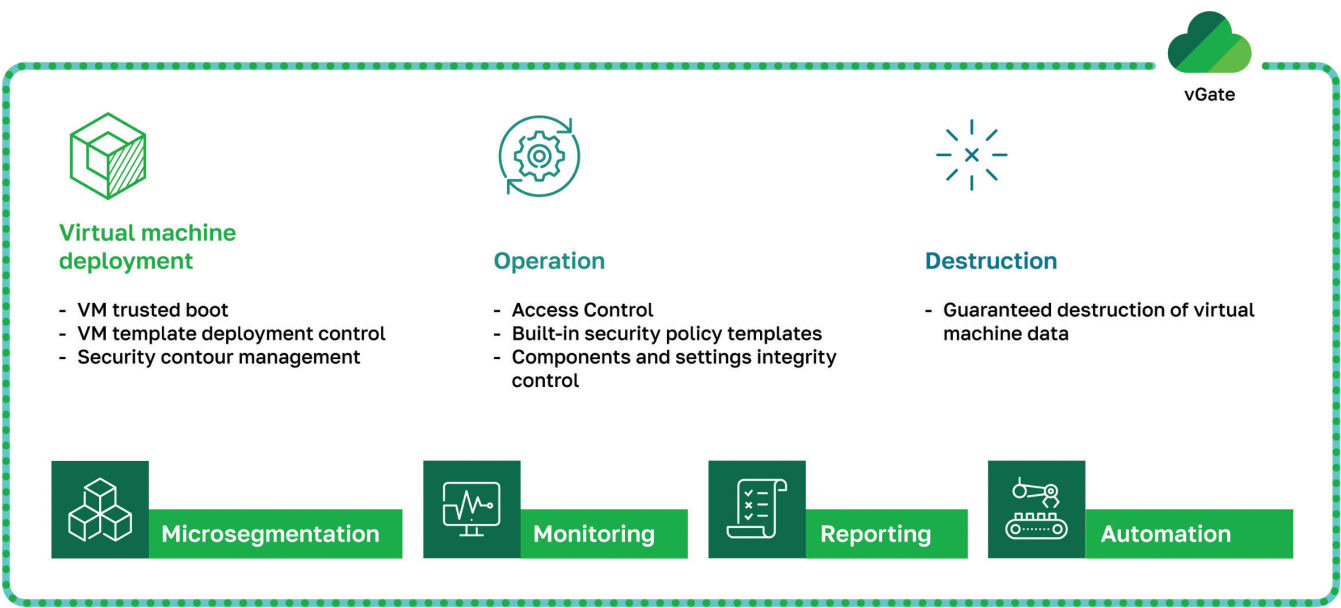 vGate
Virtual machine
deployment
- VM trusted boot
- VM template deployment control
- Security contour management
Operation
- Access Control
- Built-in security policy templates
- Components and settings integrity
control
Destruction
- Guaranteed destruction of virtual
machine data
Microsegmentation
Monitoring
Reporting
Automation